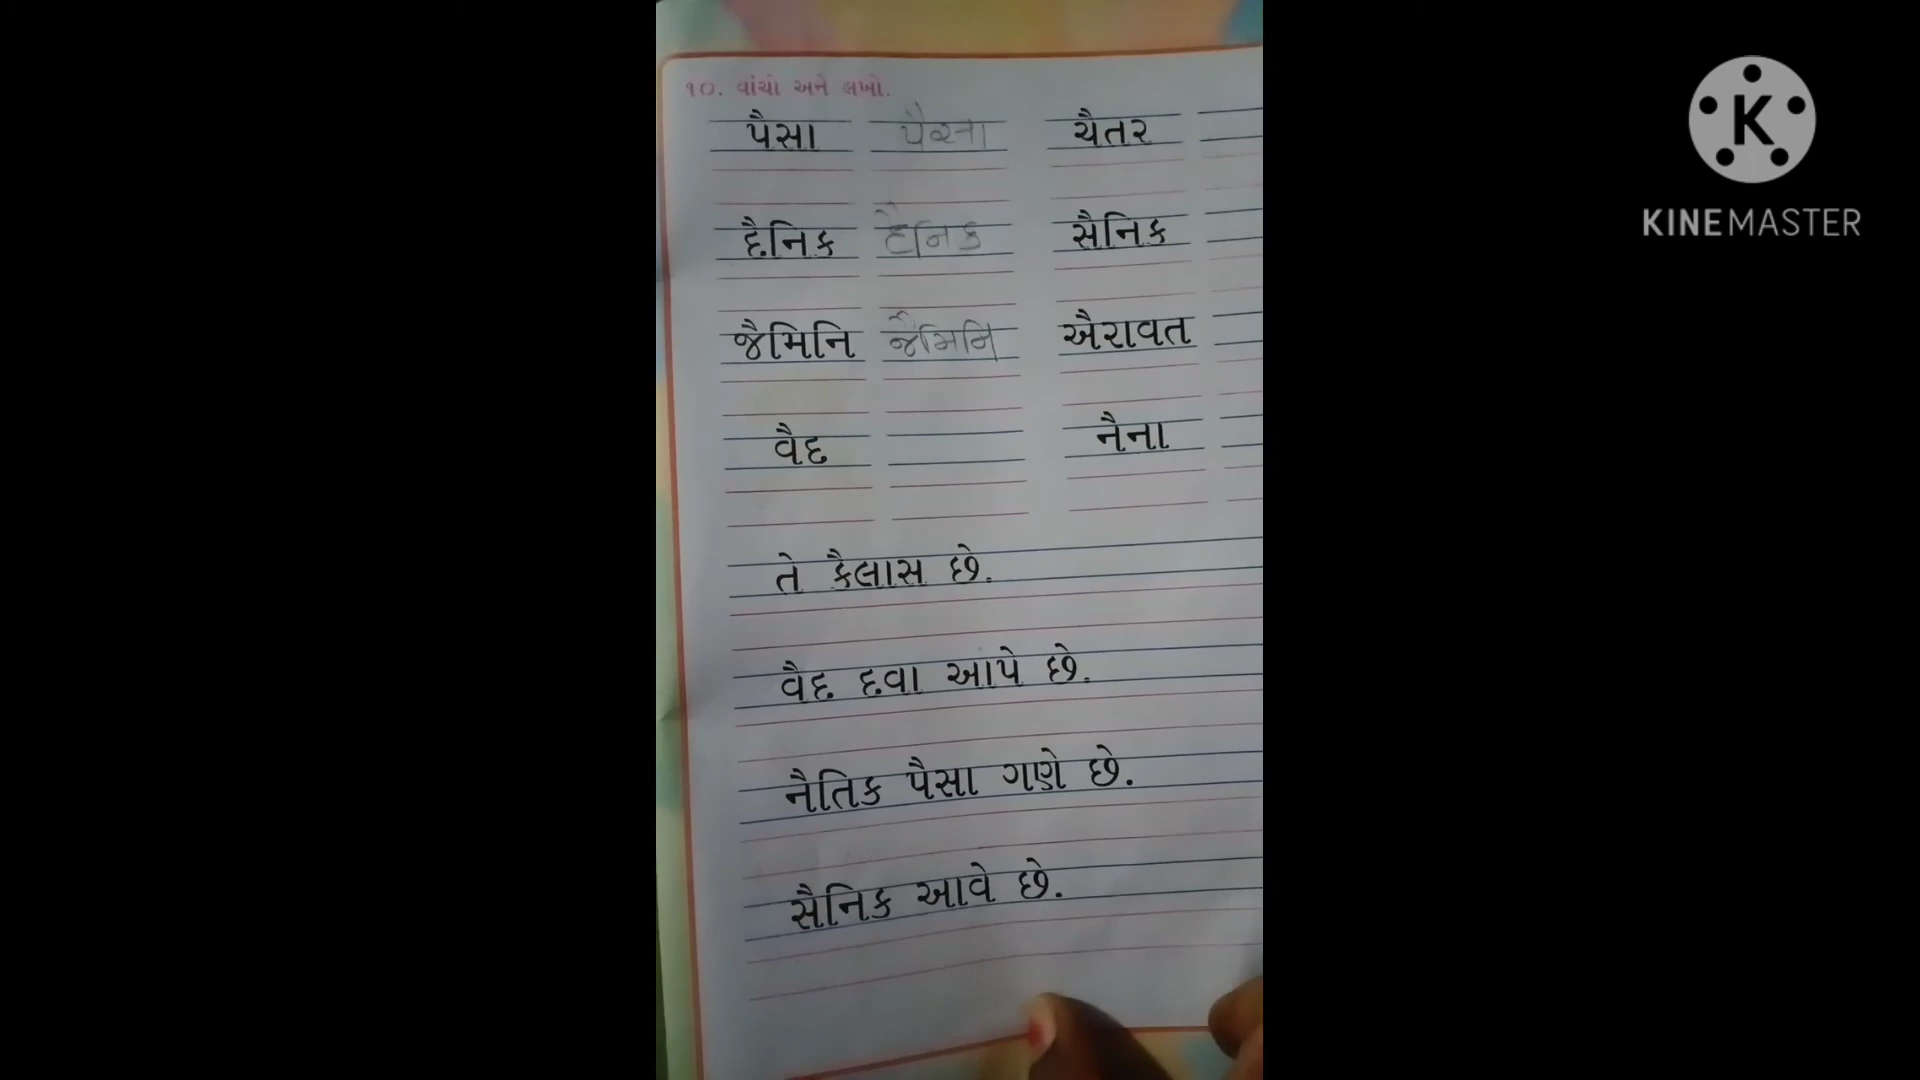 ૧૦. વાંચો અને લખો.
પૈસા પૈસા ચૈતર
દૈનિક દૈનિક સૈનિક
જૈમિનિ જૈમિનિ ઐરાવત
વૈદ નૈના
તે કૈલાસ છે.
વૈદ દવા આપે છે.
નૈતિક પૈસા ગણે છે.
સૈનિક આવે છે.
K
KINEMASTER